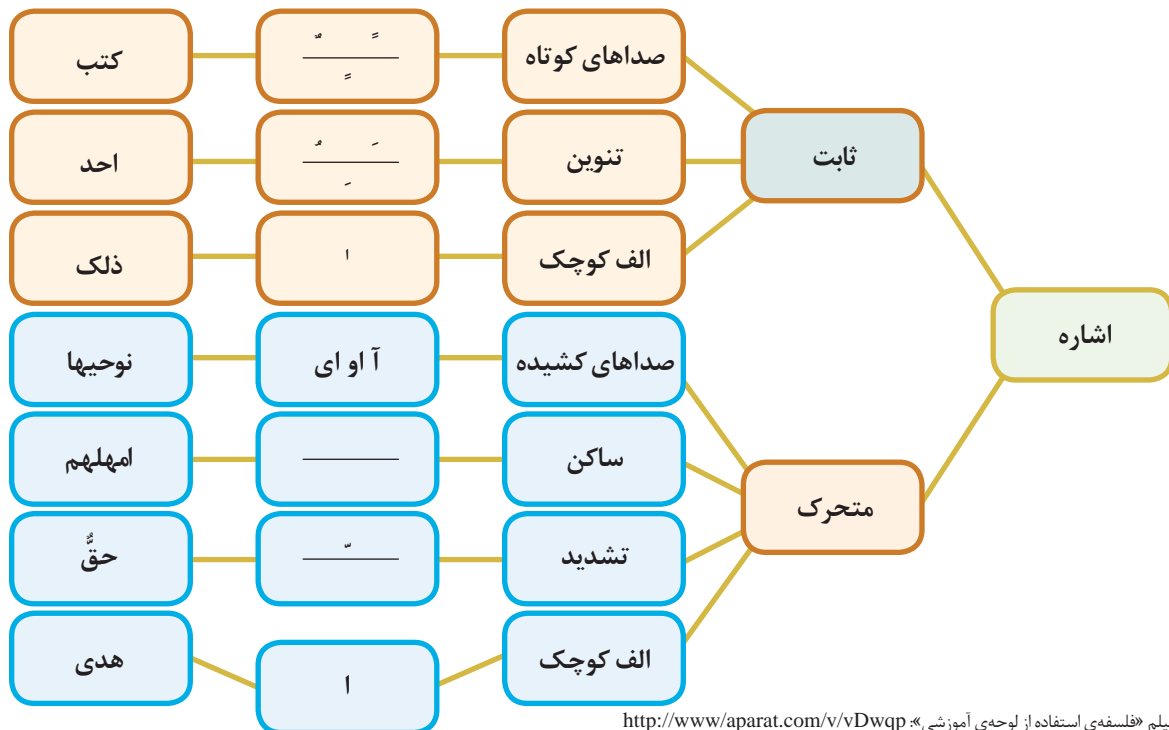 اشاره
ثابت
صداهای کوتاه
ً ٌ ٍ
کتب
تنوین
َ ُ ِ
احد
الف کوچک
ا
ذلک
متحرک
صداهای کشیده
آ او ای
نوحیها
ساکن
امهلهم
تشدید
ّ
حقٌّ
الف کوچک
ا
هدی
یلم «فلسفه‌ی استفاده از لوحه‌ی آموزشی»: http://www/aparat.com/v/vDwqp